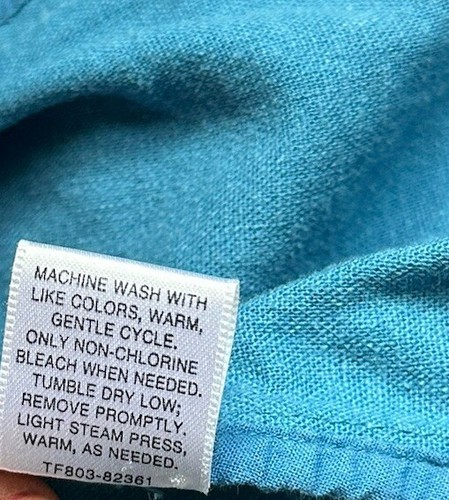 MACHINE WASH WITH
LIKE COLORS, WARM,
GENTLE CYCLE.
ONLY NON-CHLORINE
BLEACH WHEN NEEDED.
TUMBLE DRY LOW;
REMOVE PROMPTLY.
LIGHT STEAM PRESS,
WARM, AS NEEDED.
TF803-82361